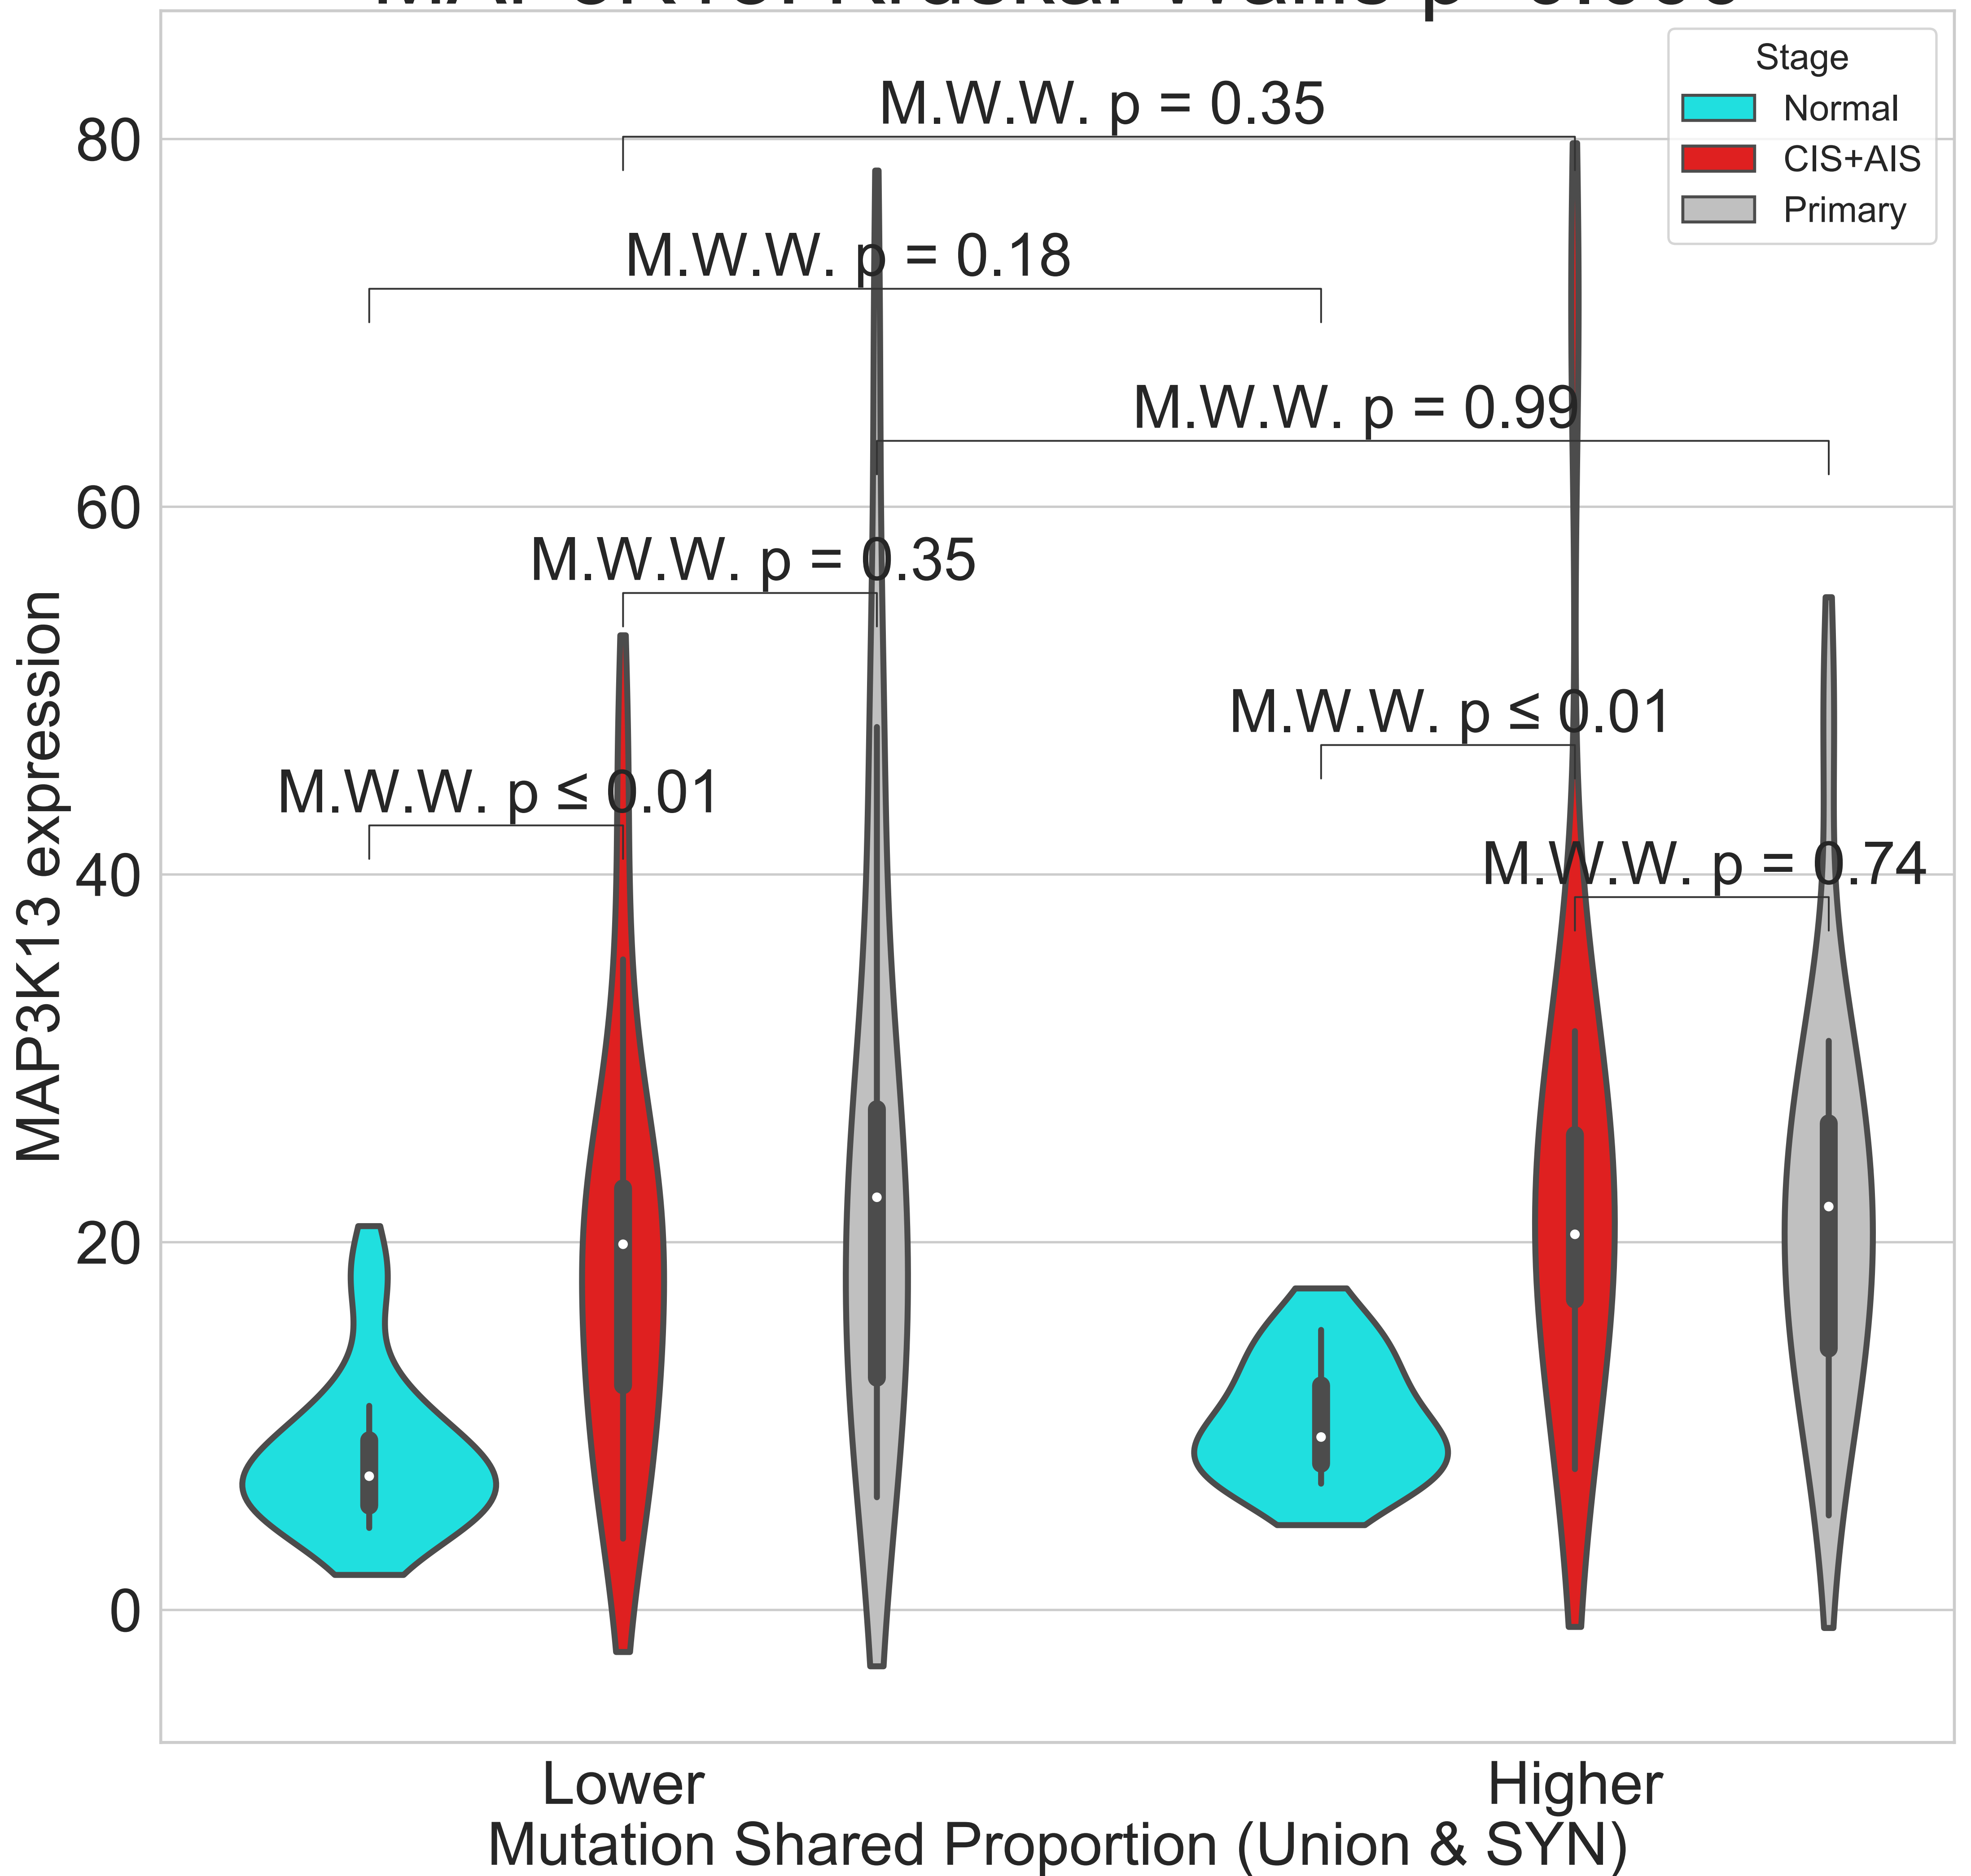 Stage
Normal
CIS+AIS
Primary
M.W.W. p = 0.35
M.W.W. p = 0.18
M.W.W. p = 0.99
M.W.W. p = 0.35
M.W.W. p ≤ 0.01
M.W.W. p ≤ 0.01
M.W.W. p = 0.74
80
60
40
20
0
MAP3K13 expression
Lower
Higher
Mutation Shared Proportion (Union & SYN)